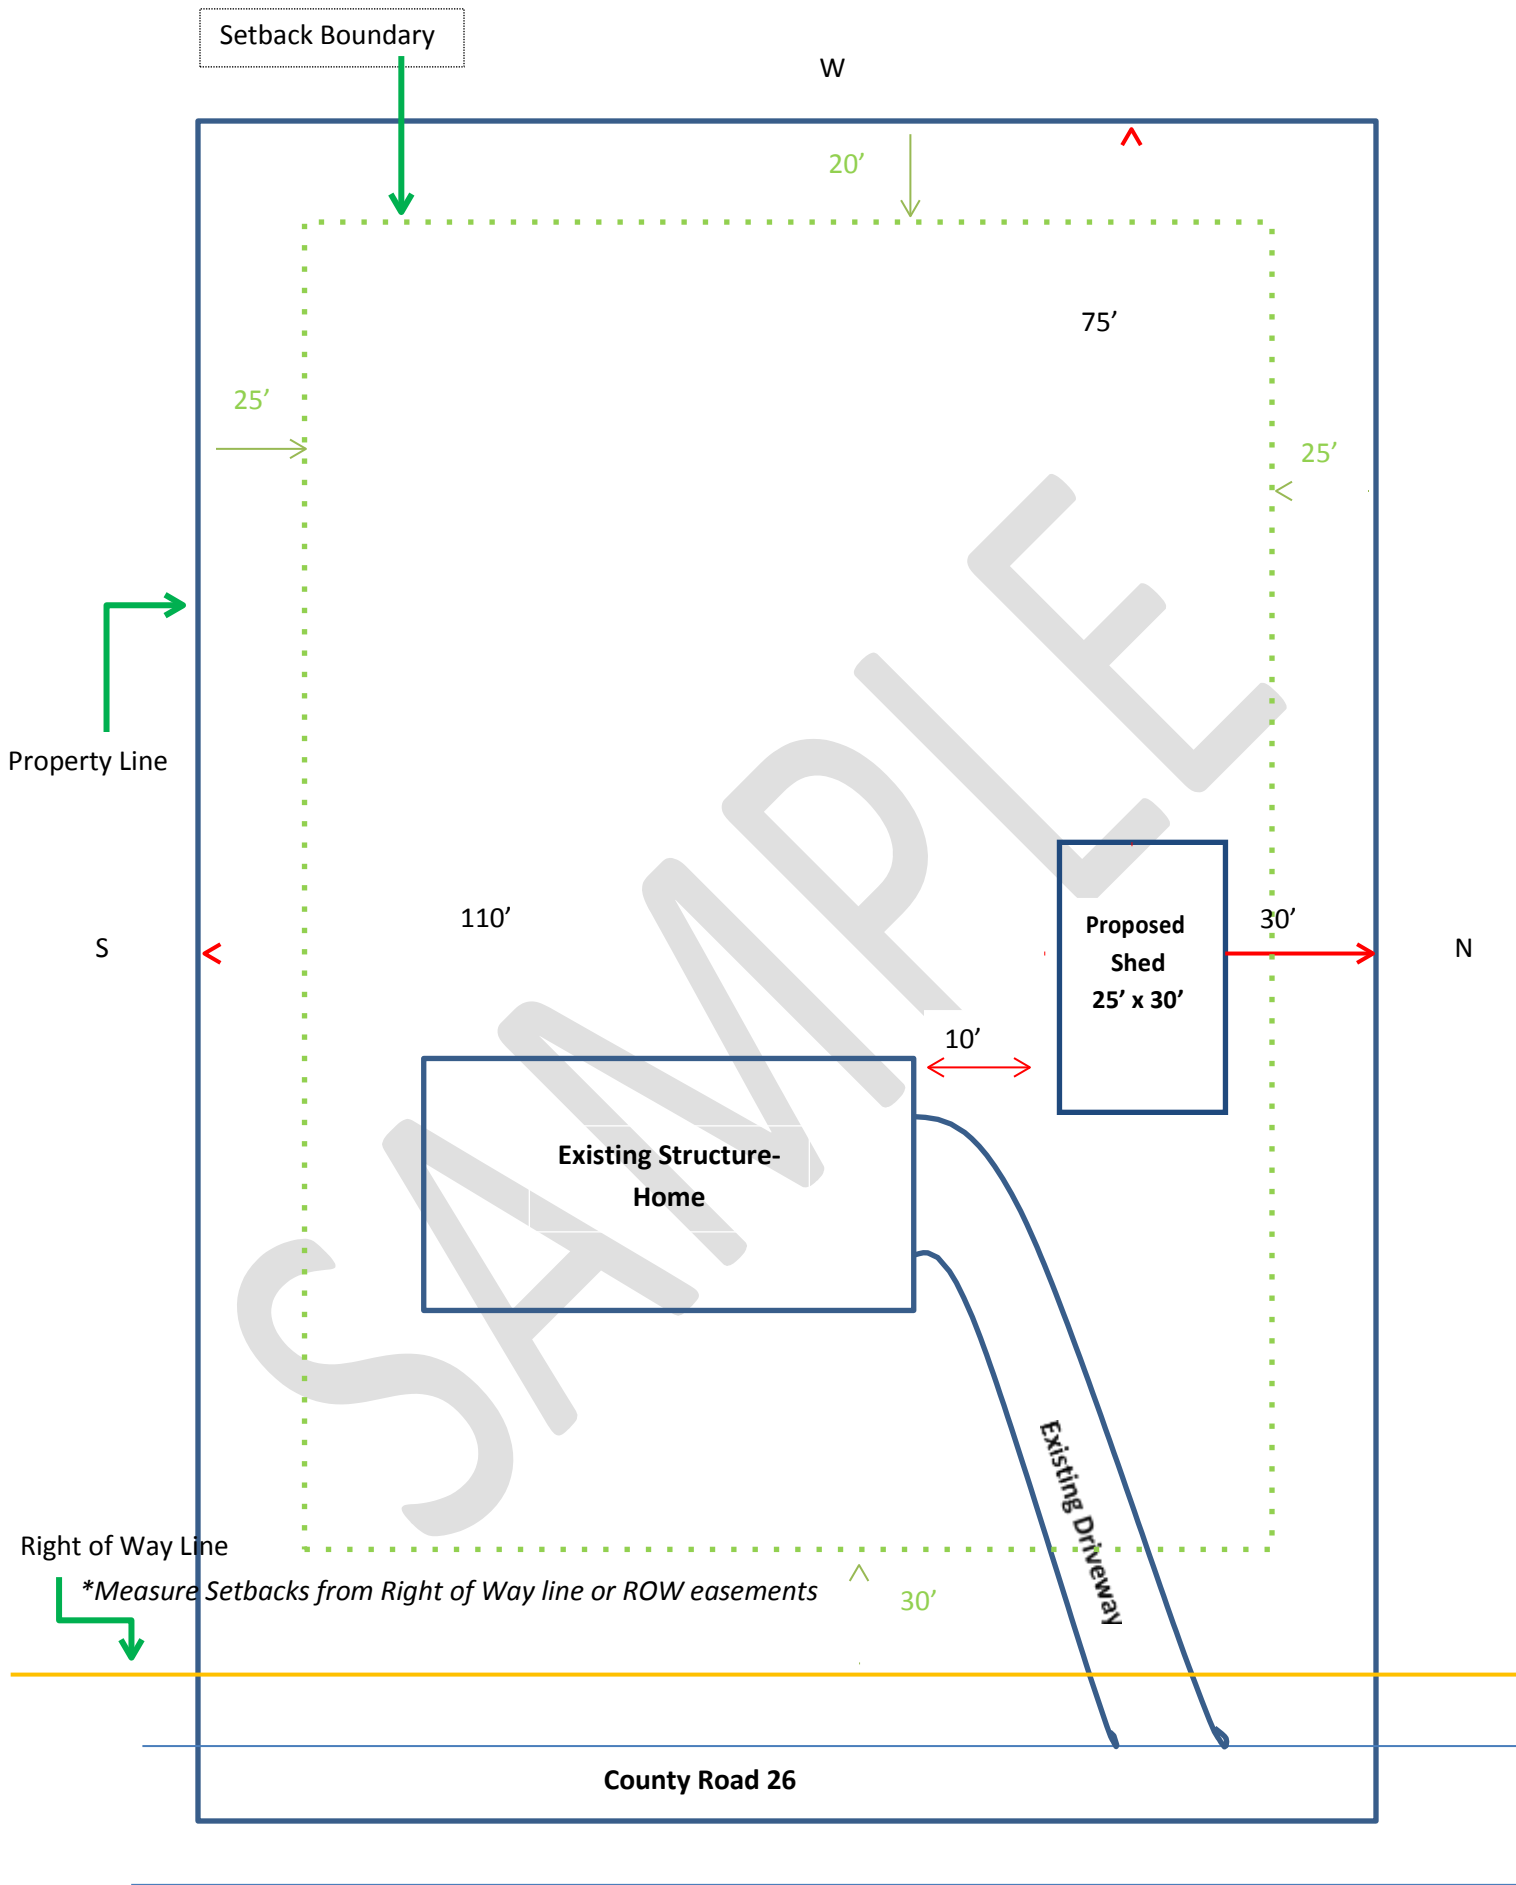 Setback Boundary
W
20’
75’
25’
25’
Property Line
110’
Proposed
Shed
25’ x 30’
30’
S
N
10’
Existing Structure-
Home
Existing Driveway
Right of Way Line
*Measure Setbacks from Right of Way line or ROW easements
30’
County Road 26
SAMPLE